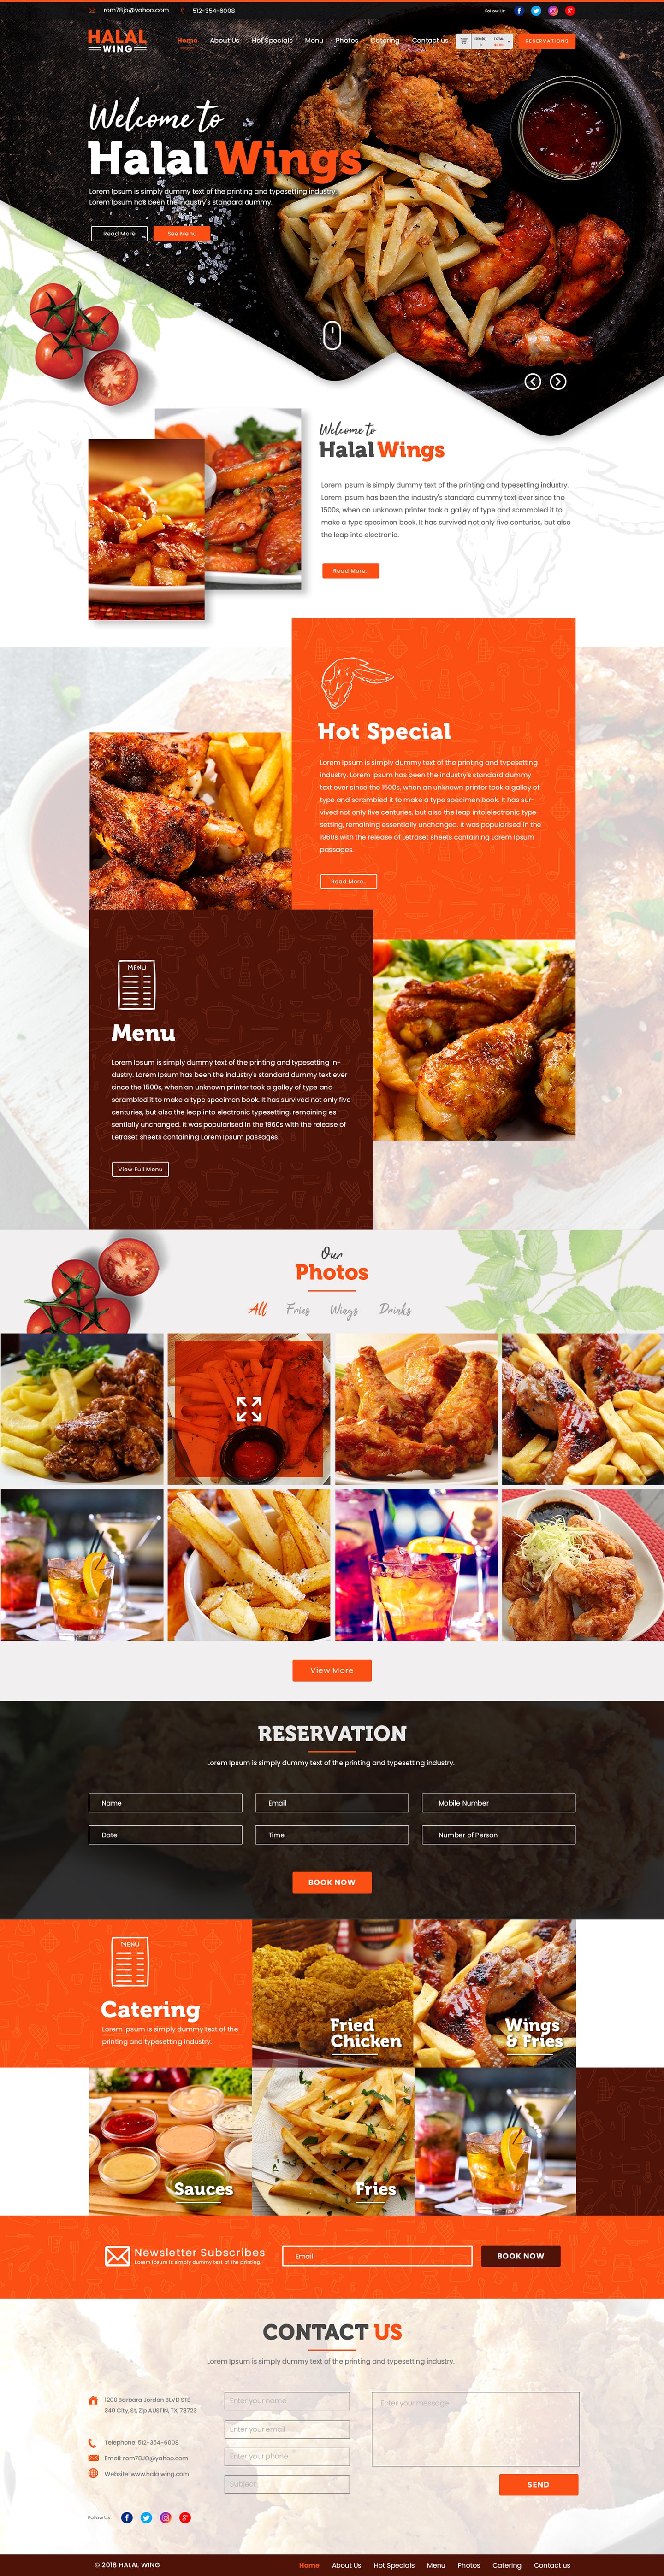 rom78jo@yahoo.com
512-354-6008
Follow Us:
HALAL
WING
Home
About Us
Hot Specials
Menu
Photos
Catering
Contact us
RESERVATIONS
Welcome to
Halal Wings
Lorem Ipsum is simply dummy text of the printing and typesetting industry.
Lorem Ipsum has been the industry's standard dummy.
Read More
See Menu
Welcome to
Halal Wings
Lorem Ipsum is simply dummy text of the printing and typesetting industry.
Lorem Ipsum has been the industry's standard dummy text ever since the
1500s, when an unknown printer took a galley of type and scrambled it to
make a type specimen book. It has survived not only five centuries, but also
the leap into electronic.
Read More..
Hot Special
Lorem Ipsum is simply dummy text of the printing and typesetting
industry. Lorem Ipsum has been the industry's standard dummy
text ever since the 1500s, when an unknown printer took a galley of
type and scrambled it to make a type specimen book. It has sur-
vived not only five centuries, but also the leap into electronic type-
setting, remaining essentially unchanged. It was popularised in the
1960s with the release of Letraset sheets containing Lorem Ipsum
passages.
Read More..
MENU
Menu
Lorem Ipsum is simply dummy text of the printing and typesetting in-
dustry. Lorem Ipsum has been the industry's standard dummy text ever
since the 1500s, when an unknown printer took a galley of type and
scrambled it to make a type specimen book. It has survived not only five
centuries, but also the leap into electronic typesetting, remaining es-
sentially unchanged. It was popularised in the 1960s with the release of
Letraset sheets containing Lorem Ipsum passages.
View Full Menu
Our
Photos
All
Fries
Wings
Drinks
View More
RESERVATION
Lorem Ipsum is simply dummy text of the printing and typesetting industry.
Name
Email
Mobile Number
Date
Time
Number of Person
BOOK NOW
MENU
Catering
Lorem Ipsum is simply dummy text of the
printing and typesetting industry.
Fried
Chicken
Wings
& Fries
Sauces
Fries
Newsletter Subscribes
Lorem Ipsum is simply dummy text of the printing.
Email
BOOK NOW
CONTACT US
Lorem Ipsum is simply dummy text of the printing and typesetting industry.
1200 Barbara Jordan BLVD STE
340 City, St, Zip AUSTIN, TX, 78723
Telephone: 512-354-6008
Email: rom78JO@yahoo.com
Website: www.halalwing.com
Follow Us:
Enter your name
Enter your email
Enter your phone
Subject
Enter your message
SEND
© 2018 HALAL WING
Home
About Us
Hot Specials
Menu
Photos
Catering
Contact us